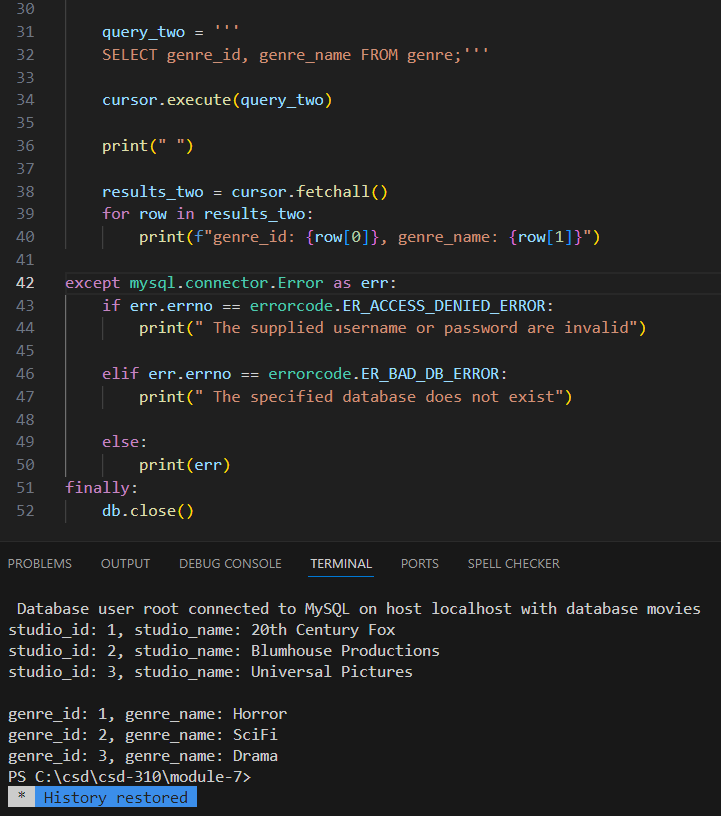 30
31 query_two = '''
32 SELECT genre_id, genre_name FROM genre;'''
33
34 cursor.execute(query_two)
35
36 print(" ")
37
38 results_two = cursor.fetchall()
39 for row in results_two:
40 print(f"genre_id: {row[0]}, genre_name: {row[1]}")
41
42 except mysql.connector.Error as err:
43 if err.errno == errorcode.ER_ACCESS_DENIED_ERROR:
44 print(" The supplied username or password are invalid")
45
46 elif err.errno == errorcode.ER_BAD_DB_ERROR:
47 print(" The specified database does not exist")
48
49 else:
50 print(err)
51 finally:
52 db.close()
PROBLEMS OUTPUT DEBUG CONSOLE TERMINAL PORTS SPELL CHECKER
Database user root connected to MySQL on host localhost with database movies
studio_id: 1, studio_name: 20th Century Fox
studio_id: 2, studio_name: Blumhouse Productions
studio_id: 3, studio_name: Universal Pictures
genre_id: 1, genre_name: Horror
genre_id: 2, genre_name: SciFi
genre_id: 3, genre_name: Drama
PS C:\csd\csd-310\module-7>
* History restored